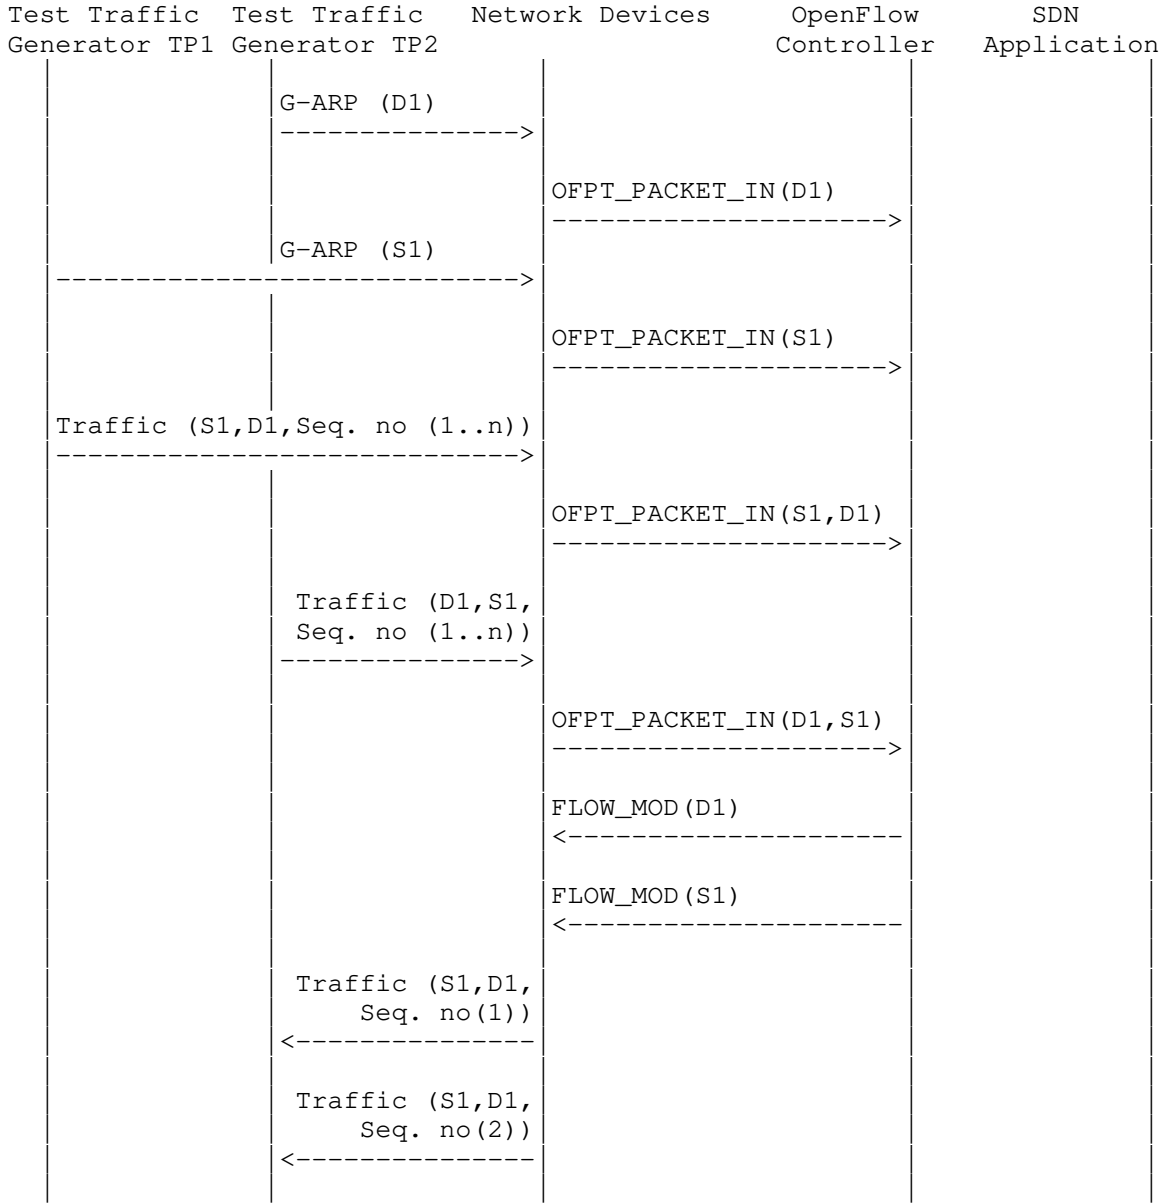 Test Traffic Test Traffic Network Devices OpenFlow SDN
Generator TP1 Generator TP2 Controller Application
G-ARP (D1)
OFPT_PACKET_IN(D1)
G-ARP (S1)
OFPT_PACKET_IN(S1)
Traffic (S1,D1,Seq. no (1..n))
OFPT_PACKET_IN(S1,D1)
Traffic (D1,S1,
Seq. no (1..n))
OFPT_PACKET_IN(D1,S1)
FLOW_MOD(D1)
FLOW_MOD(S1)
Traffic (S1,D1,
Seq. no(1))
Traffic (S1,D1,
Seq. no(2))